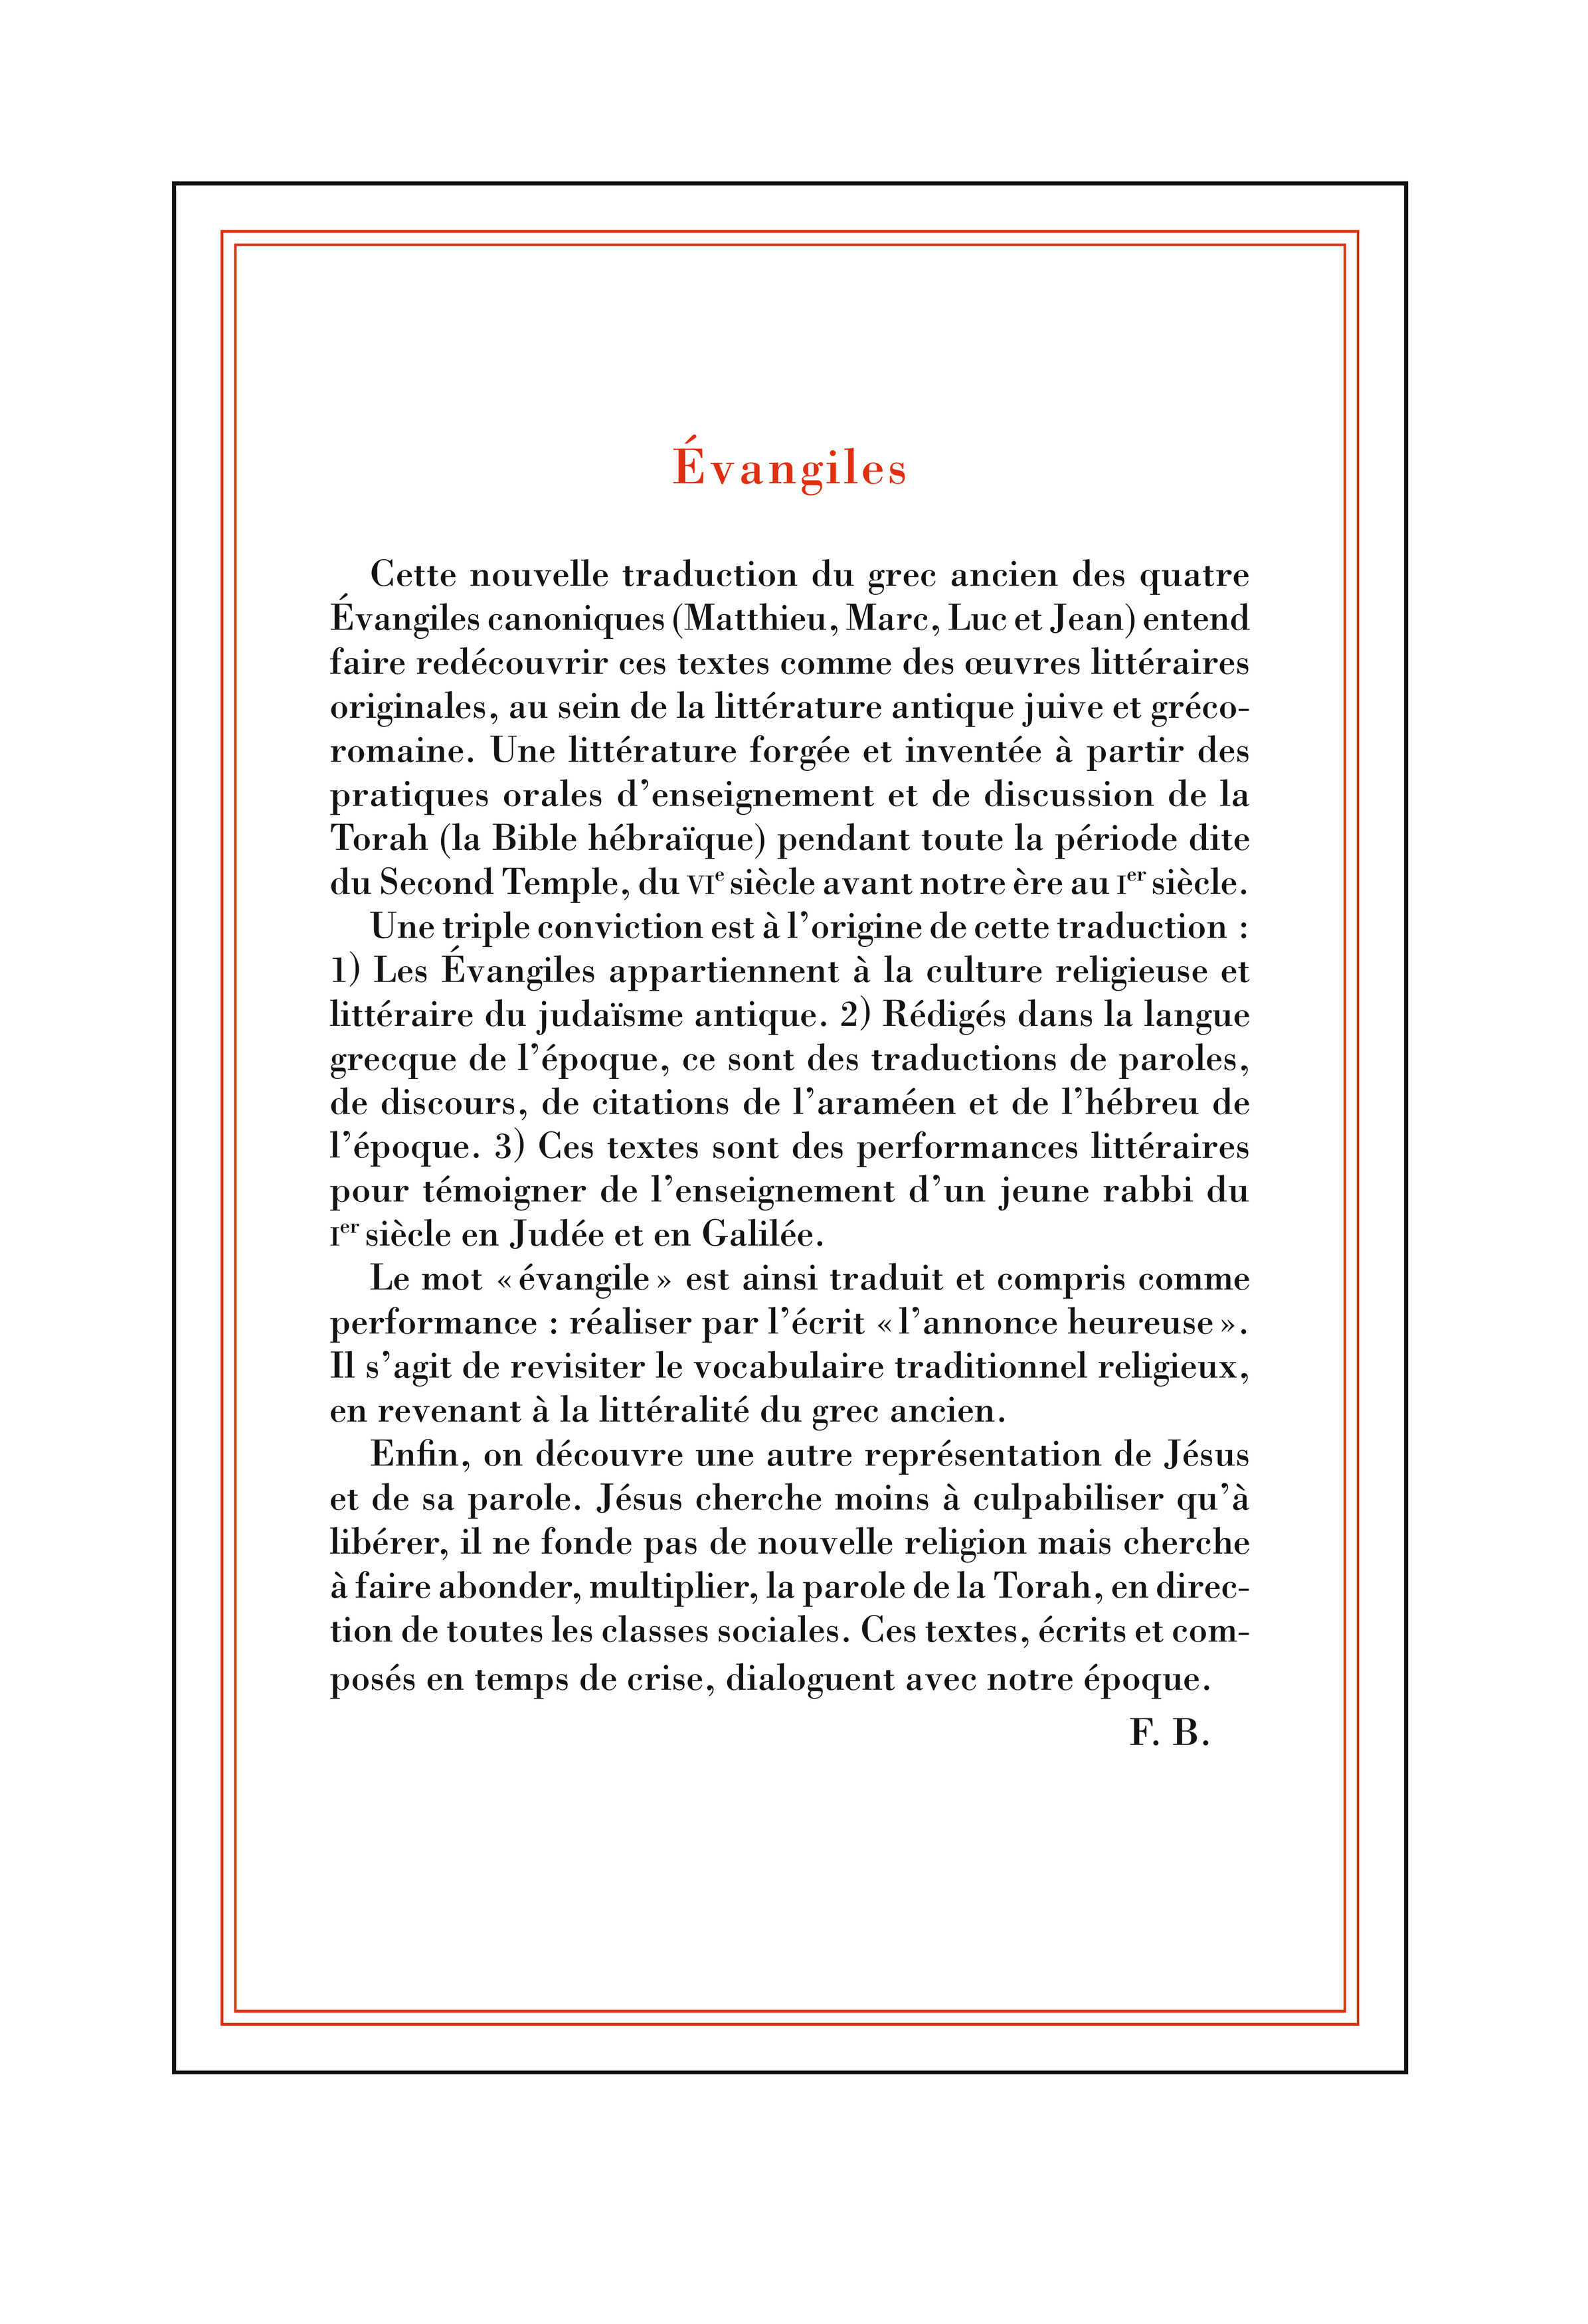 Évangiles
Cette nouvelle traduction du grec ancien des quatre
Évangiles canoniques (Matthieu, Marc, Luc et Jean) entend
faire redécouvrir ces textes comme des œuvres littéraires
originales, au sein de la littérature antique juive et gréco-
romaine. Une littérature forgée et inventée à partir des
pratiques orales d’enseignement et de discussion de la
Torah (la Bible hébraïque) pendant toute la période dite
du Second Temple, du VIe siècle avant notre ère au Ier siècle.
Une triple conviction est à l’origine de cette traduction :
1) Les Évangiles appartiennent à la culture religieuse et
littéraire du judaïsme antique. 2) Rédigés dans la langue
grecque de l’époque, ce sont des traductions de paroles,
de discours, de citations de l’araméen et de l’hébreu de
l’époque. 3) Ces textes sont des performances littéraires
pour témoigner de l’enseignement d’un jeune rabbi du
Ier siècle en Judée et en Galilée.
Le mot « évangile » est ainsi traduit et compris comme
performance : réaliser par l’écrit « l’annonce heureuse ».
Il s’agit de revisiter le vocabulaire traditionnel religieux,
en revenant à la littéralité du grec ancien.
Enfin, on découvre une autre représentation de Jésus
et de sa parole. Jésus cherche moins à culpabiliser qu’à
libérer, il ne fonde pas de nouvelle religion mais cherche
à faire abonder, multiplier, la parole de la Torah, en direc-
tion de toutes les classes sociales. Ces textes, écrits et com-
posés en temps de crise, dialoguent avec notre époque.
F. B.